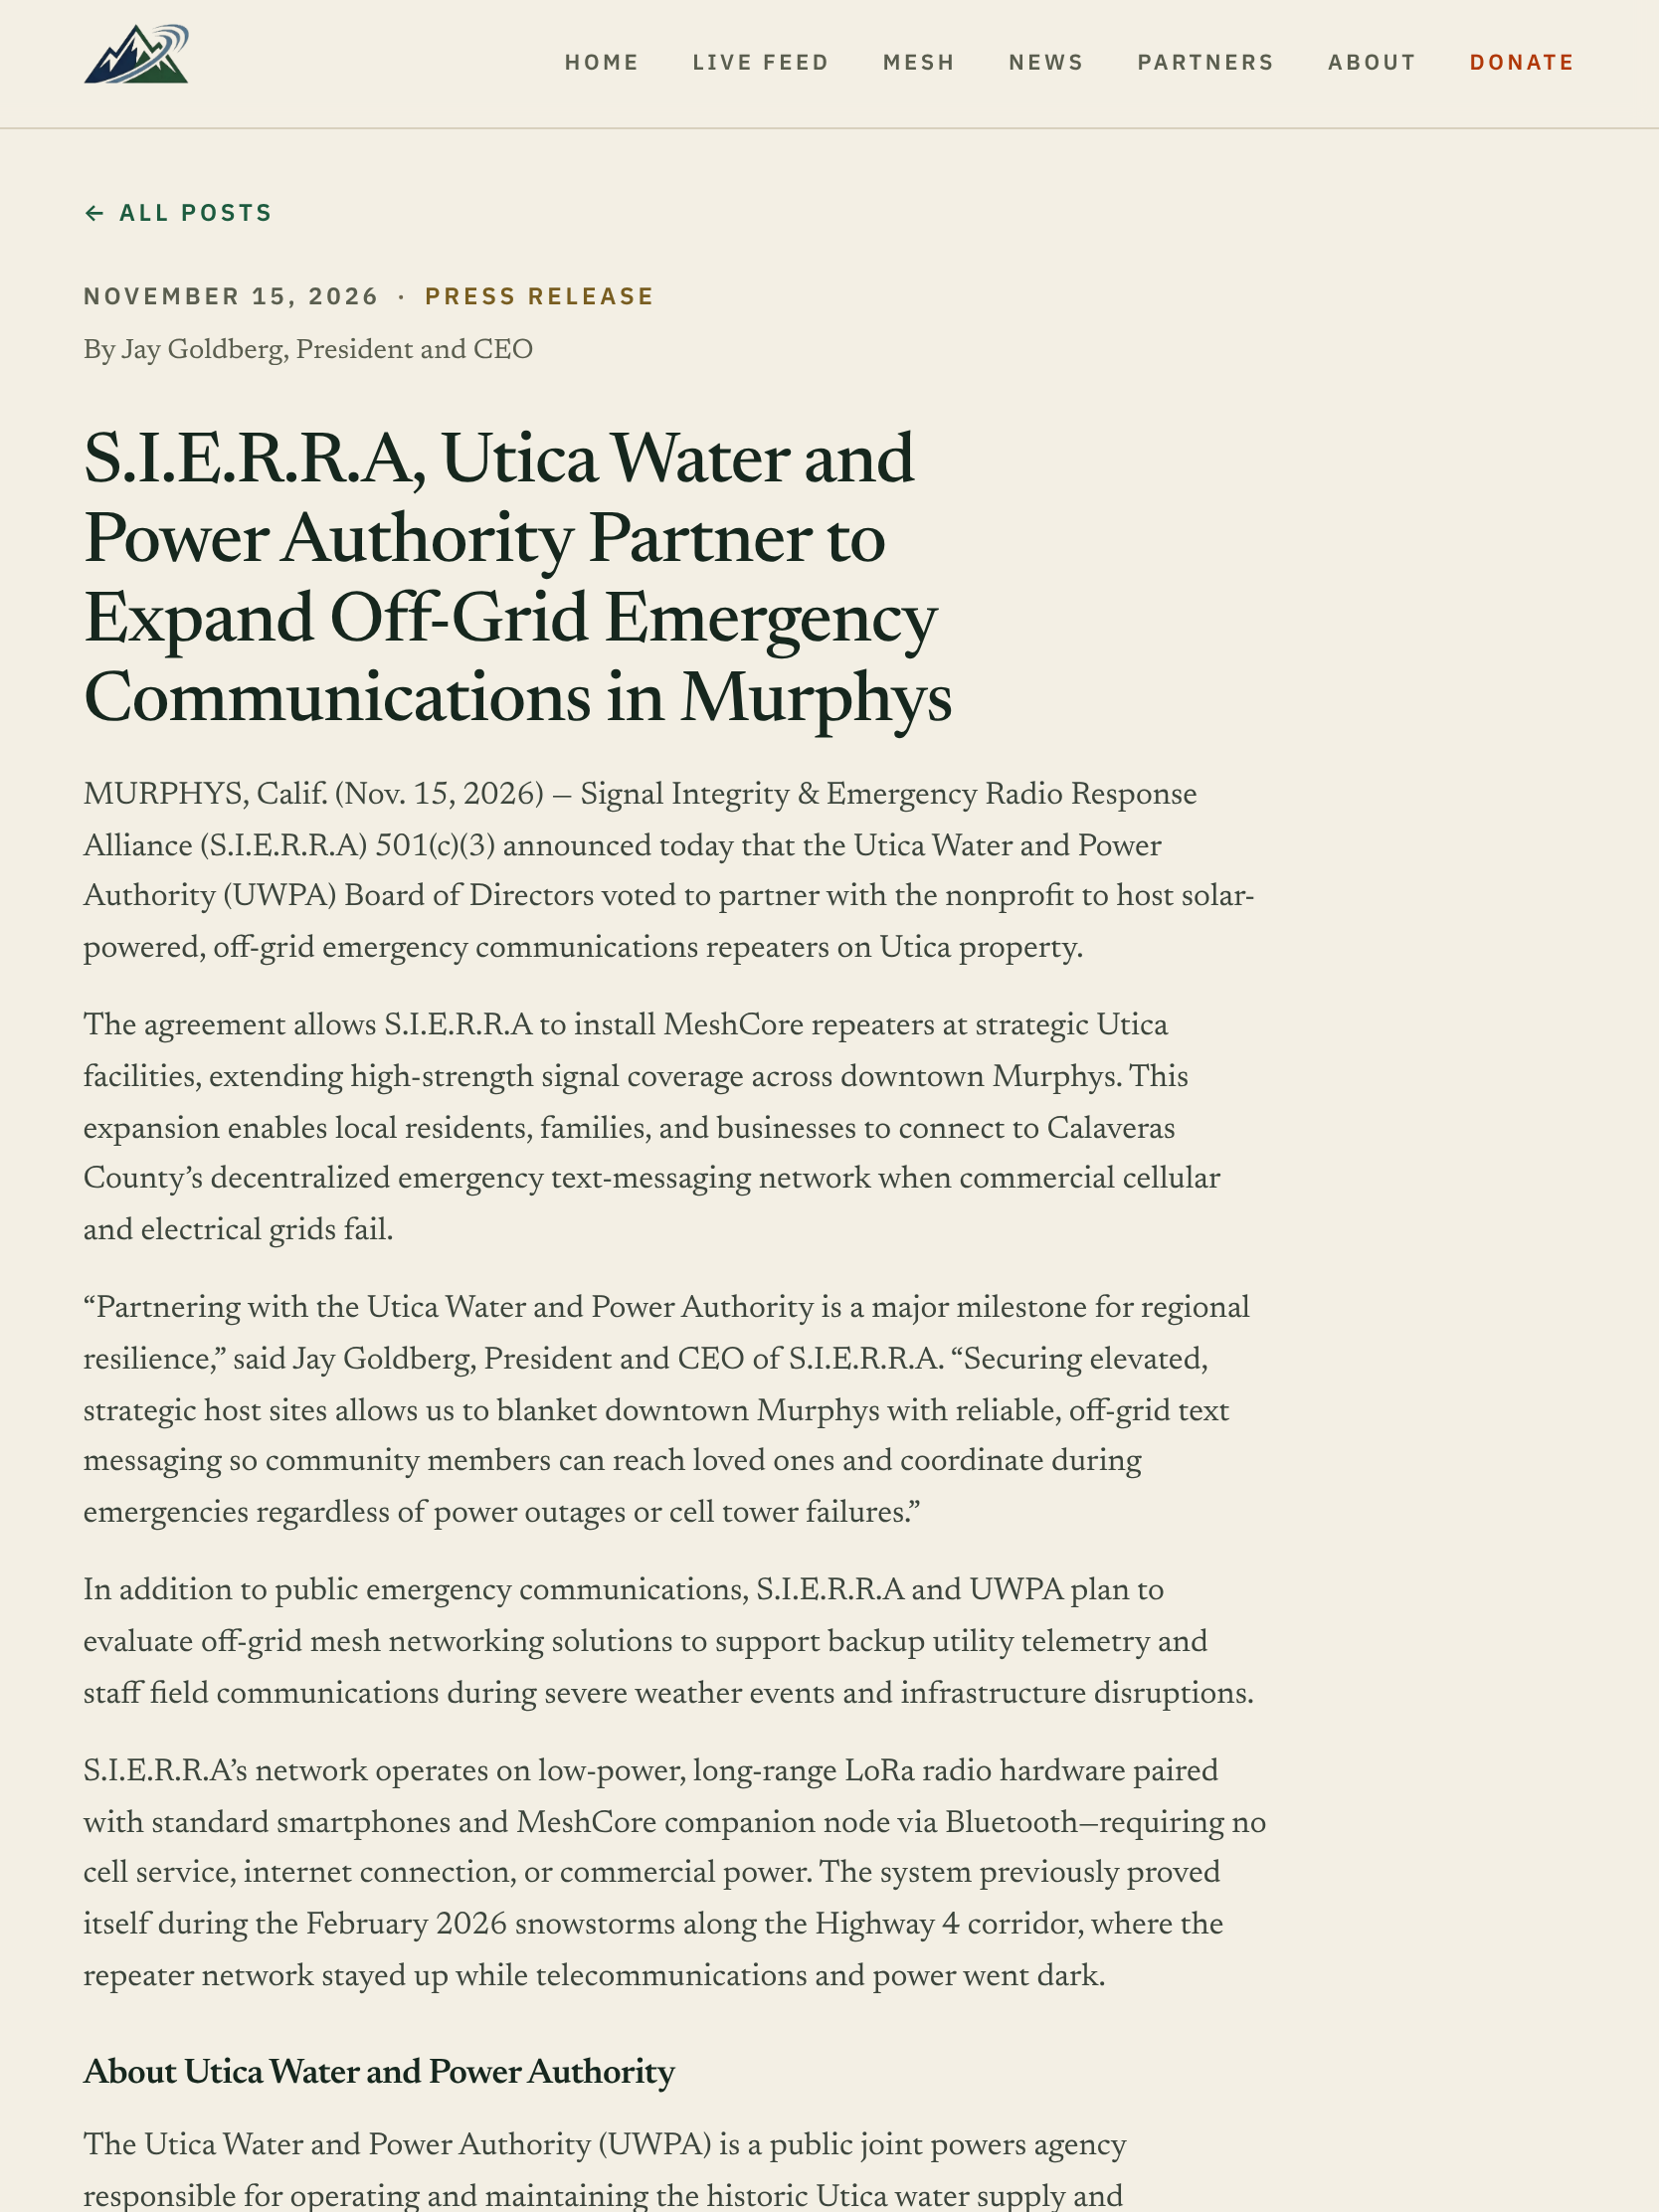 HOME LIVE FEED MESH NEWS PARTNERS ABOUT DONATE
← ALL POSTS
NOVEMBER 15, 2026 · PRESS RELEASE
By Jay Goldberg, President and CEO
S.I.E.R.R.A, Utica Water and
Power Authority Partner to
Expand Off-Grid Emergency
Communications in Murphys
MURPHYS, Calif. (Nov. 15, 2026) — Signal Integrity & Emergency Radio Response
Alliance (S.I.E.R.R.A) 501(c)(3) announced today that the Utica Water and Power
Authority (UWPA) Board of Directors voted to partner with the nonprofit to host solar-
powered, off-grid emergency communications repeaters on Utica property.
The agreement allows S.I.E.R.R.A to install MeshCore repeaters at strategic Utica
facilities, extending high-strength signal coverage across downtown Murphys. This
expansion enables local residents, families, and businesses to connect to Calaveras
County’s decentralized emergency text-messaging network when commercial cellular
and electrical grids fail.
“Partnering with the Utica Water and Power Authority is a major milestone for regional
resilience,” said Jay Goldberg, President and CEO of S.I.E.R.R.A. “Securing elevated,
strategic host sites allows us to blanket downtown Murphys with reliable, off-grid text
messaging so community members can reach loved ones and coordinate during
emergencies regardless of power outages or cell tower failures.”
In addition to public emergency communications, S.I.E.R.R.A and UWPA plan to
evaluate off-grid mesh networking solutions to support backup utility telemetry and
staff field communications during severe weather events and infrastructure disruptions.
S.I.E.R.R.A’s network operates on low-power, long-range LoRa radio hardware paired
with standard smartphones and MeshCore companion node via Bluetooth—requiring no
cell service, internet connection, or commercial power. The system previously proved
itself during the February 2026 snowstorms along the Highway 4 corridor, where the
repeater network stayed up while telecommunications and power went dark.
About Utica Water and Power Authority
The Utica Water and Power Authority (UWPA) is a public joint powers agency
responsible for operating and maintaining the historic Utica water supply and